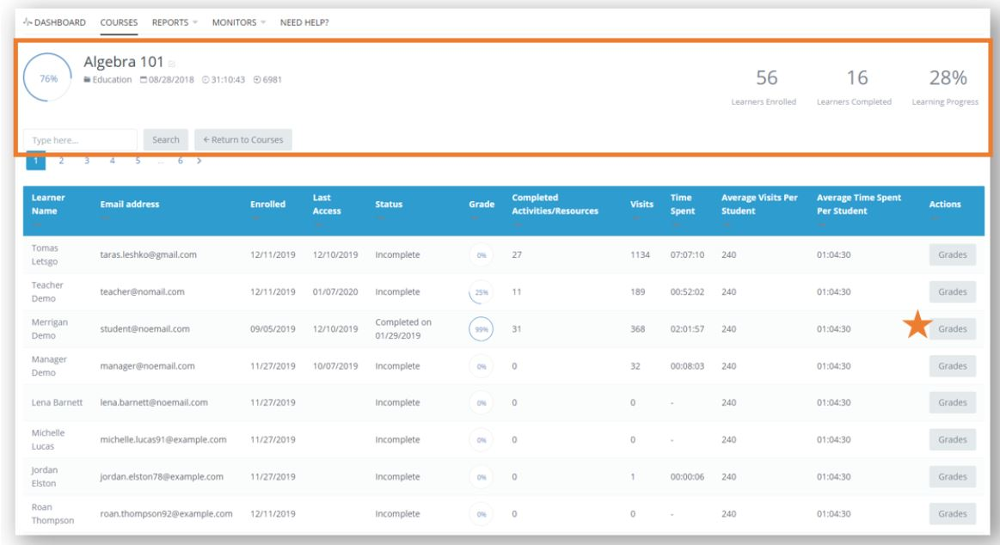 DASHBOARD COURSES REPORTS MONITORS NEED HELP?
76%
Algebra 101
Education 08/28/2018 31:10:43 6981
56 16 28%
Learners Enrolled Learners Completed Learning Progress
Type here... Search ← Return to Courses
1 2 3 4 5 ... 6 >
Learner Name Email address Enrolled Last Access Status Grade Completed Activities/Resources Visits Time Spent Average Visits Per Student Average Time Spent Per Student Actions
Tomas Letsgo taras.leshko@gmail.com 12/11/2019 12/10/2019 Incomplete 0% 27 1134 07:07:10 240 01:04:30 Grades
Teacher Demo teacher@nomail.com 12/11/2019 01/07/2020 Incomplete 25% 11 189 00:52:02 240 01:04:30 Grades
Merrigan Demo student@noemail.com 09/05/2019 12/10/2019 Completed on 01/29/2019 99% 31 368 02:01:57 240 01:04:30 Grades
Manager Demo manager@noemail.com 11/27/2019 10/07/2019 Incomplete 0% 0 32 00:08:03 240 01:04:30 Grades
Lena Barnett lena.barnett@noemail.com 11/27/2019 Incomplete 0% 0 0 - 240 01:04:30 Grades
Michelle Lucas michelle.lucas91@example.com 11/27/2019 Incomplete 0% 0 0 - 240 01:04:30 Grades
Jordan Elston jordan.elston78@example.com 11/27/2019 Incomplete 0% 0 1 00:00:06 240 01:04:30 Grades
Roan Thompson roan.thompson92@example.com 12/11/2019 Incomplete 0% 0 0 - 240 01:04:30 Grades